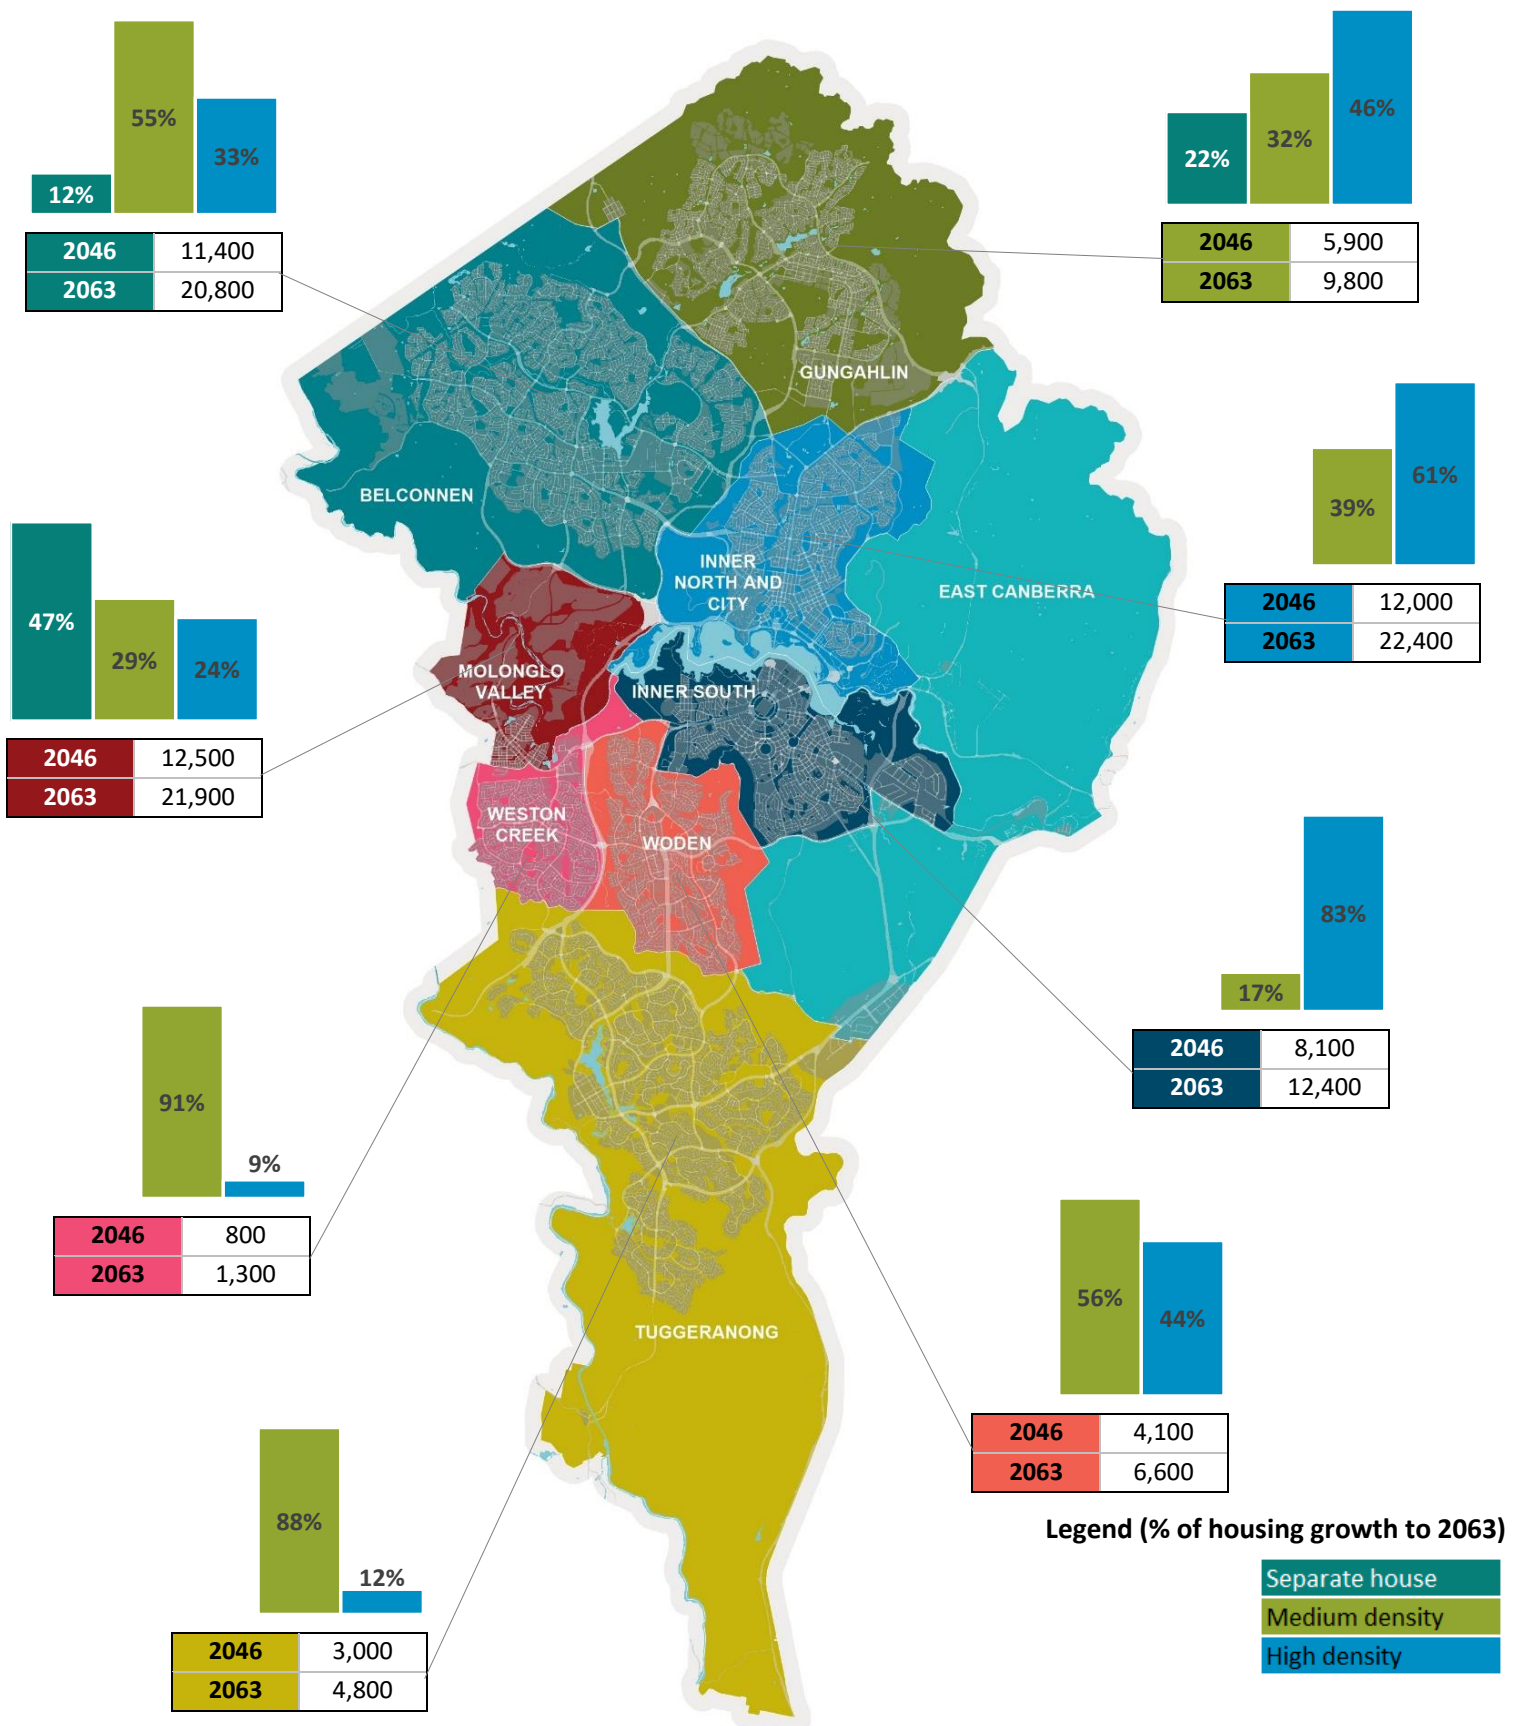 55%
33%
12%
2046 11,400
2063 20,800
46%
32%
22%
2046 5,900
2063 9,800
GUNGAHLIN
BELCONNEN
61%
39%
2046 12,000
2063 22,400
INNER
NORTH AND
CITY
EAST CANBERRA
47%
29%
24%
2046 12,500
2063 21,900
MOLONGLO
VALLEY
INNER SOUTH
WESTON
CREEK
WODEN
83%
17%
2046 8,100
2063 12,400
91%
9%
2046 800
2063 1,300
56%
44%
2046 4,100
2063 6,600
TUGGERANONG
88%
12%
2046 3,000
2063 4,800
Legend (% of housing growth to 2063)
Separate house
Medium density
High density